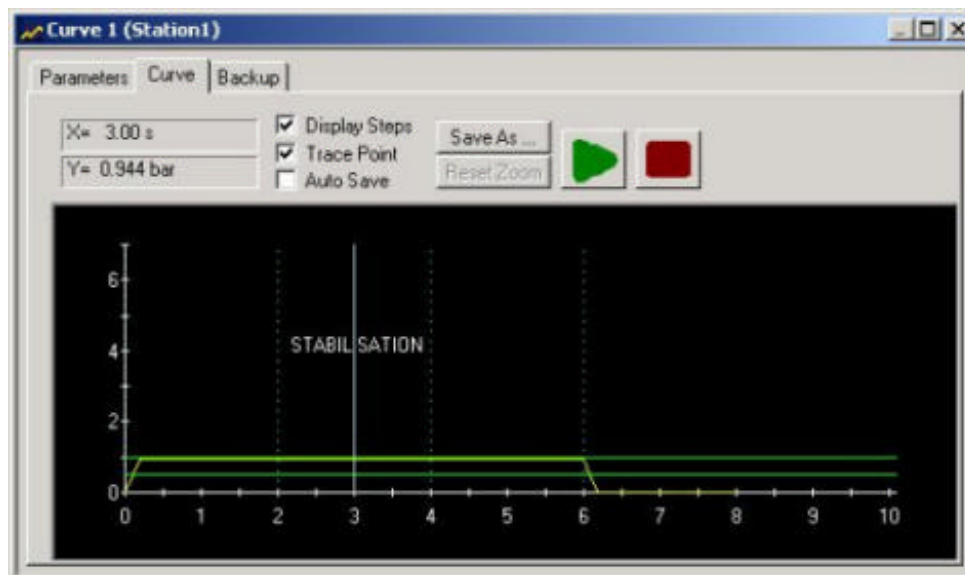 Curve 1 (Station1)
Parameters Curve Backup
X= 3.00 s
Y= 0.944 bar
Display Steps
Trace Point
Auto Save
Save As ...
Reset Zoom
6
4
2
0
STABILISATION
0 1 2 3 4 5 6 7 8 9 10